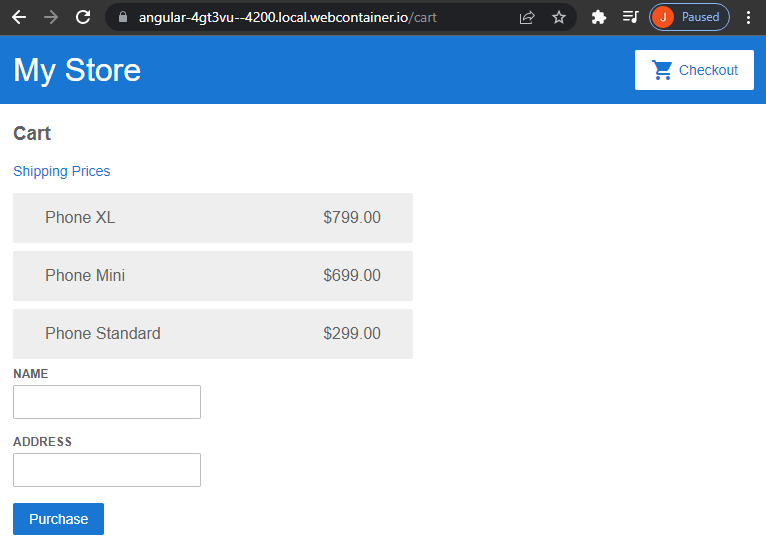 angular-4gt3vu--4200.local.webcontainer.io/cart
J Paused
My Store
Checkout
Cart
Shipping Prices
Phone XL $799.00
Phone Mini $699.00
Phone Standard $299.00
NAME
ADDRESS
Purchase